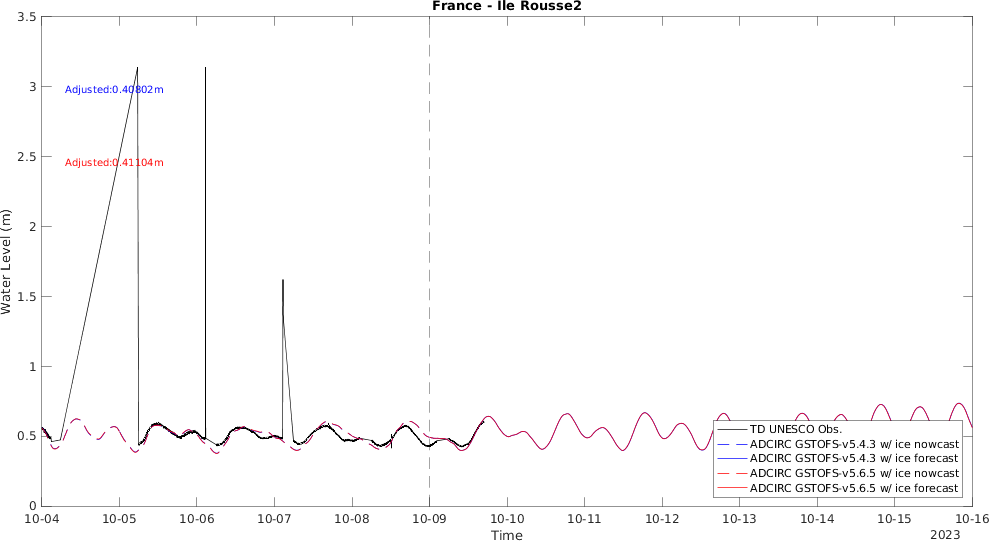 France - Ile Rousse2
3.5
3
2.5
2
1.5
1
0.5
0
Water Level (m)
Adjusted:0.40802m
Adjusted:0.41104m
TD UNESCO Obs.
ADCIRC GSTOFS-v5.4.3 w/ ice nowcast
ADCIRC GSTOFS-v5.4.3 w/ ice forecast
ADCIRC GSTOFS-v5.6.5 w/ ice nowcast
ADCIRC GSTOFS-v5.6.5 w/ ice forecast
10-04 10-05 10-06 10-07 10-08 10-09 10-10 10-11 10-12 10-13 10-14 10-15 10-16
Time
2023